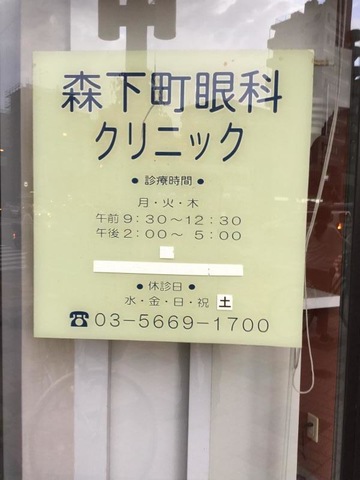 森下町眼科
クリニック
● 診療時間 ●
月・火・木
午前 9:30〜12:30
午後 2:00〜 5:00
● 休診日 ●
水・金・日・祝 土
☎03-5669-1700